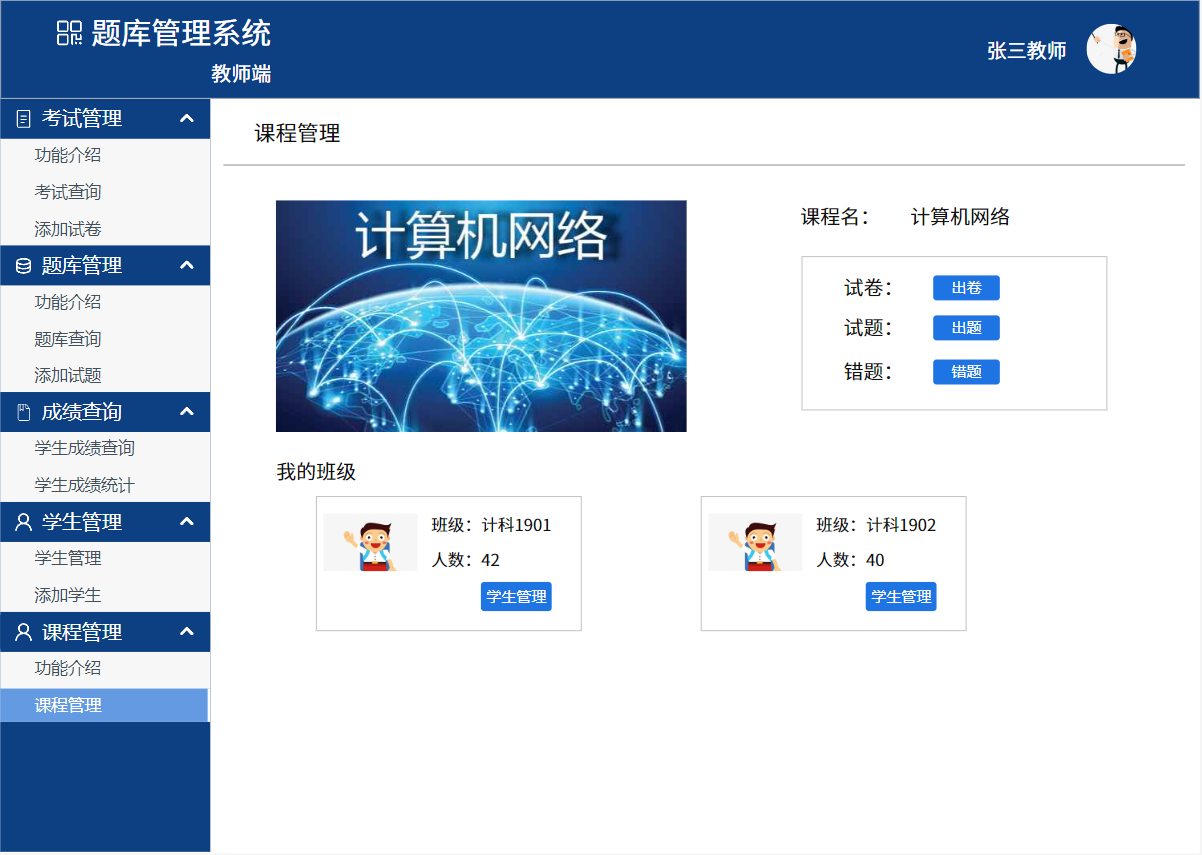 题库管理系统
教师端
张三教师
考试管理
功能介绍
考试查询
添加试卷
题库管理
功能介绍
题库查询
添加试题
成绩查询
学生成绩查询
学生成绩统计
学生管理
学生管理
添加学生
课程管理
功能介绍
课程管理
课程管理
计算机网络
课程名： 计算机网络
试卷： 出卷
试题： 出题
错题： 错题
我的班级
班级：计科1901
人数：42
学生管理
班级：计科1902
人数：40
学生管理